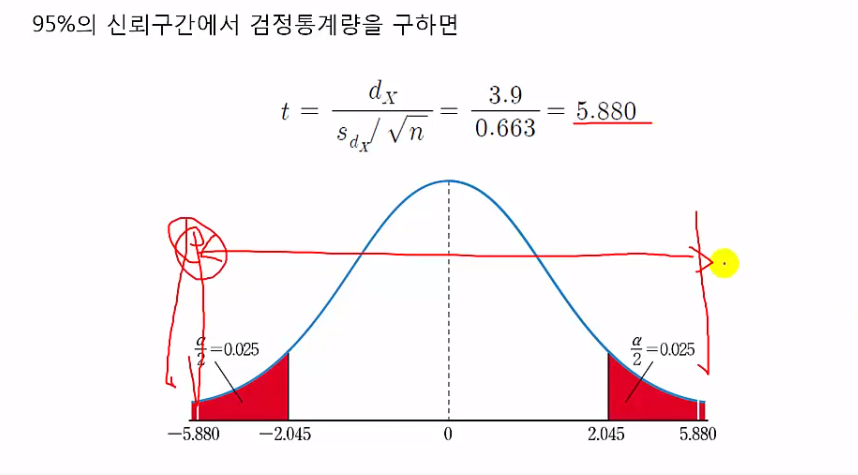 95%의 신뢰구간에서 검정통계량을 구하면
t = d_X / (s_{d_X} / √n) = 3.9 / 0.663 = 5.880
α/2 = 0.025 α/2 = 0.025
−5.880 −2.045 0 2.045 5.880